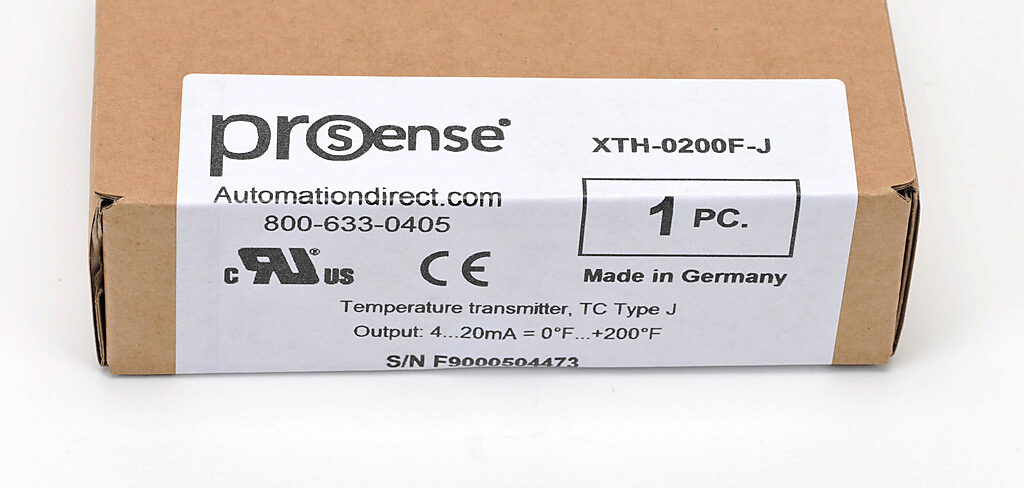 prosense®
XTH-0200F-J
Automationdirect.com
800-633-0405
1 PC.
c RU® US
CE
Made in Germany
Temperature transmitter, TC Type J
Output: 4...20mA = 0°F...+200°F
S/N F9000504473